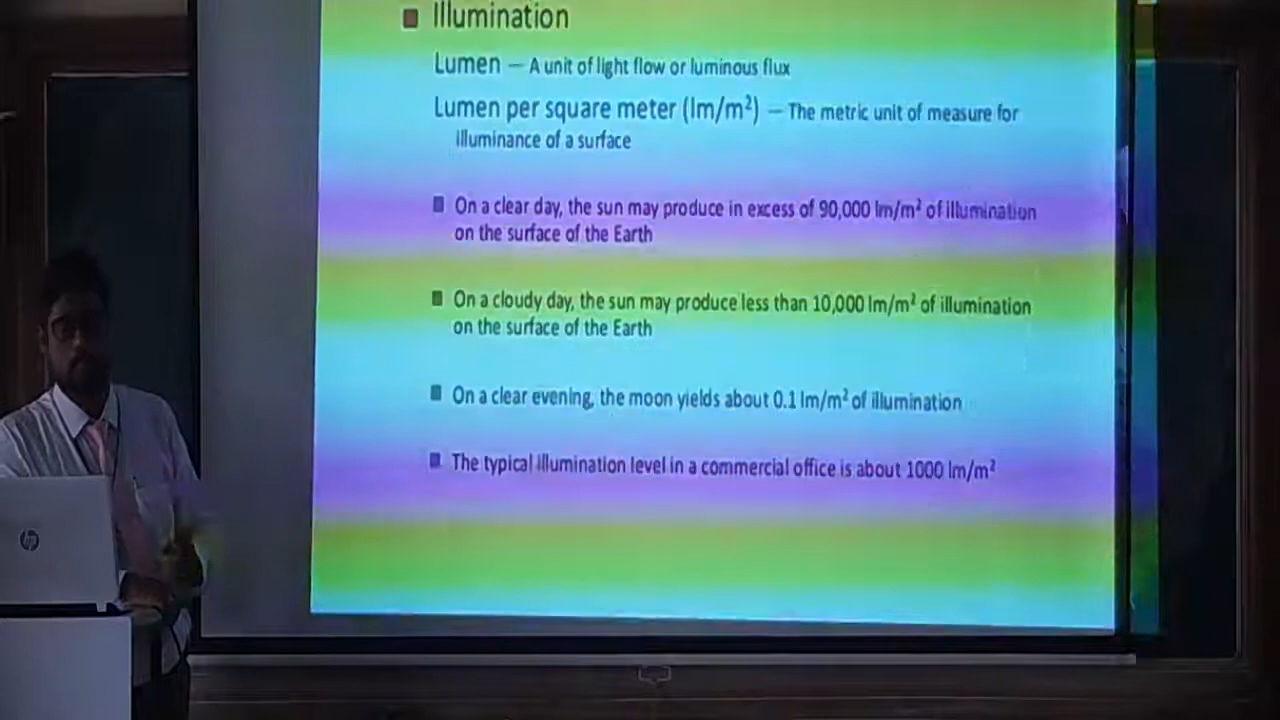 Illumination
Lumen – A unit of light flow or luminous flux
Lumen per square meter (lm/m²) – The metric unit of measure for
illuminance of a surface
On a clear day, the sun may produce in excess of 90,000 lm/m² of illumination
on the surface of the Earth
On a cloudy day, the sun may produce less than 10,000 lm/m² of illumination
on the surface of the Earth
On a clear evening, the moon yields about 0.1 lm/m² of illumination
The typical illumination level in a commercial office is about 1000 lm/m²
hp